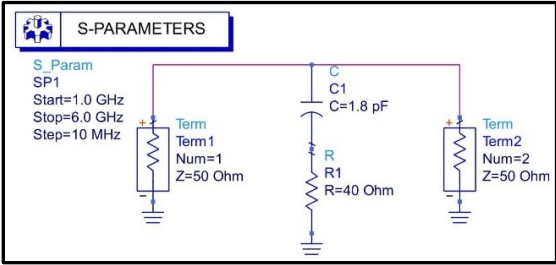 S-PARAMETERS
S_Param
SP1
Start=1.0 GHz
Stop=6.0 GHz
Step=10 MHz
+
Term
Term1
Num=1
Z=50 Ohm
-
C
C1
C=1.8 pF
R
R1
R=40 Ohm
+
Term
Term2
Num=2
Z=50 Ohm
-